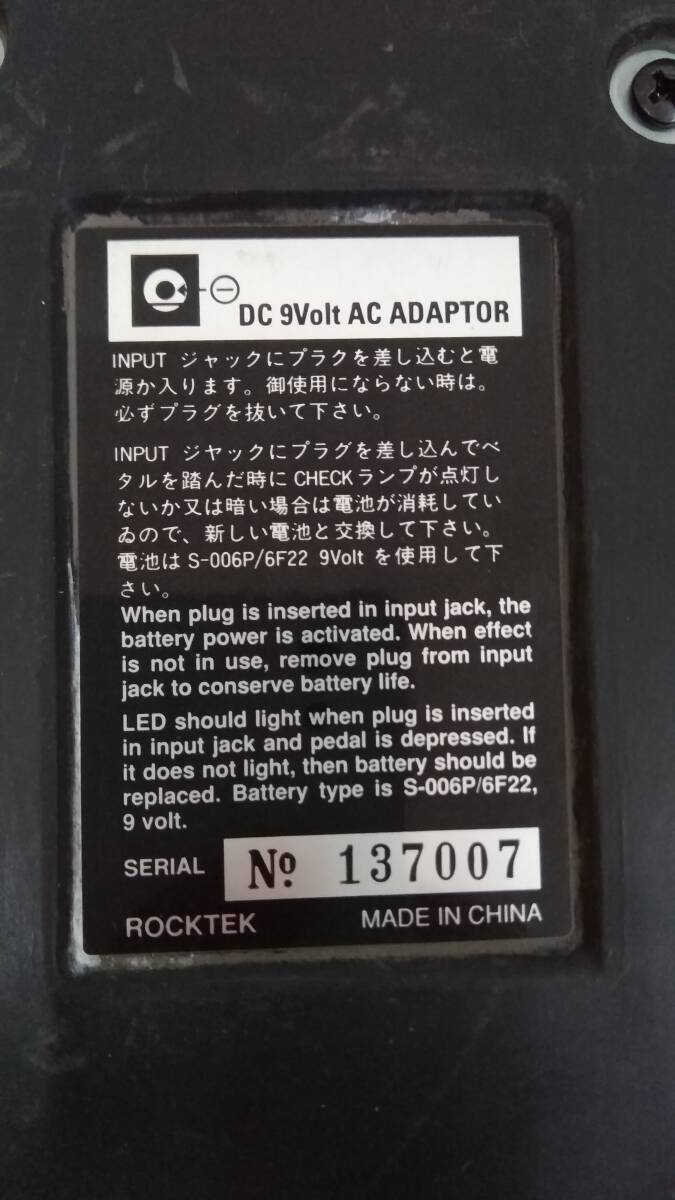 DC 9Volt AC ADAPTOR
INPUT ジャックにプラクを差し込むと電
源か入ります。御使用にならない時は。
必ずプラグを抜いて下さい。
INPUT ジヤックにプラグを差し込んでベ
タルを踏んだ時にCHECKランプが点灯し
ないか又は暗い場合は電池が消耗してい
ゐので、新しい電池と交換して下さい。
電池は S-006P/6F22 9Volt を使用して下
さい。
When plug is inserted in input jack, the
battery power is activated. When effect
is not in use, remove plug from input
jack to conserve battery life.
LED should light when plug is inserted
in input jack and pedal is depressed. If
it does not light, then battery should be
replaced. Battery type is S-006P/6F22,
9 volt.
SERIAL No 137007
ROCKTEK MADE IN CHINA